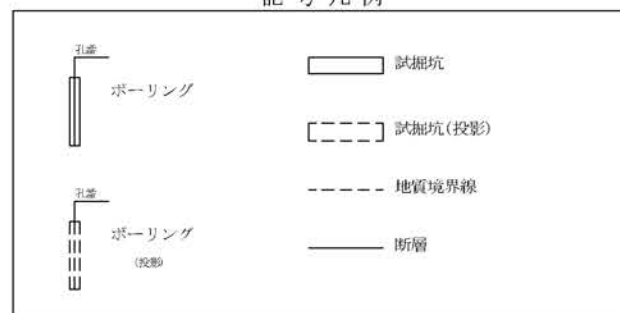 記号凡例
孔番
ボーリング
孔番
ボーリング
(投影)
試掘坑
試掘坑(投影)
地質境界線
断層